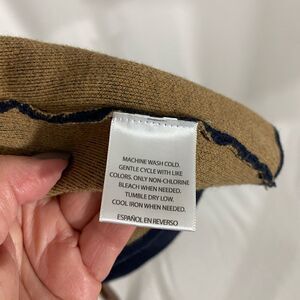 MACHINE WASH COLD.
GENTLE CYCLE WITH LIKE
COLORS. ONLY NON-CHLORINE
BLEACH WHEN NEEDED.
TUMBLE DRY LOW.
COOL IRON WHEN NEEDED.
ESPAÑOL EN REVERSO